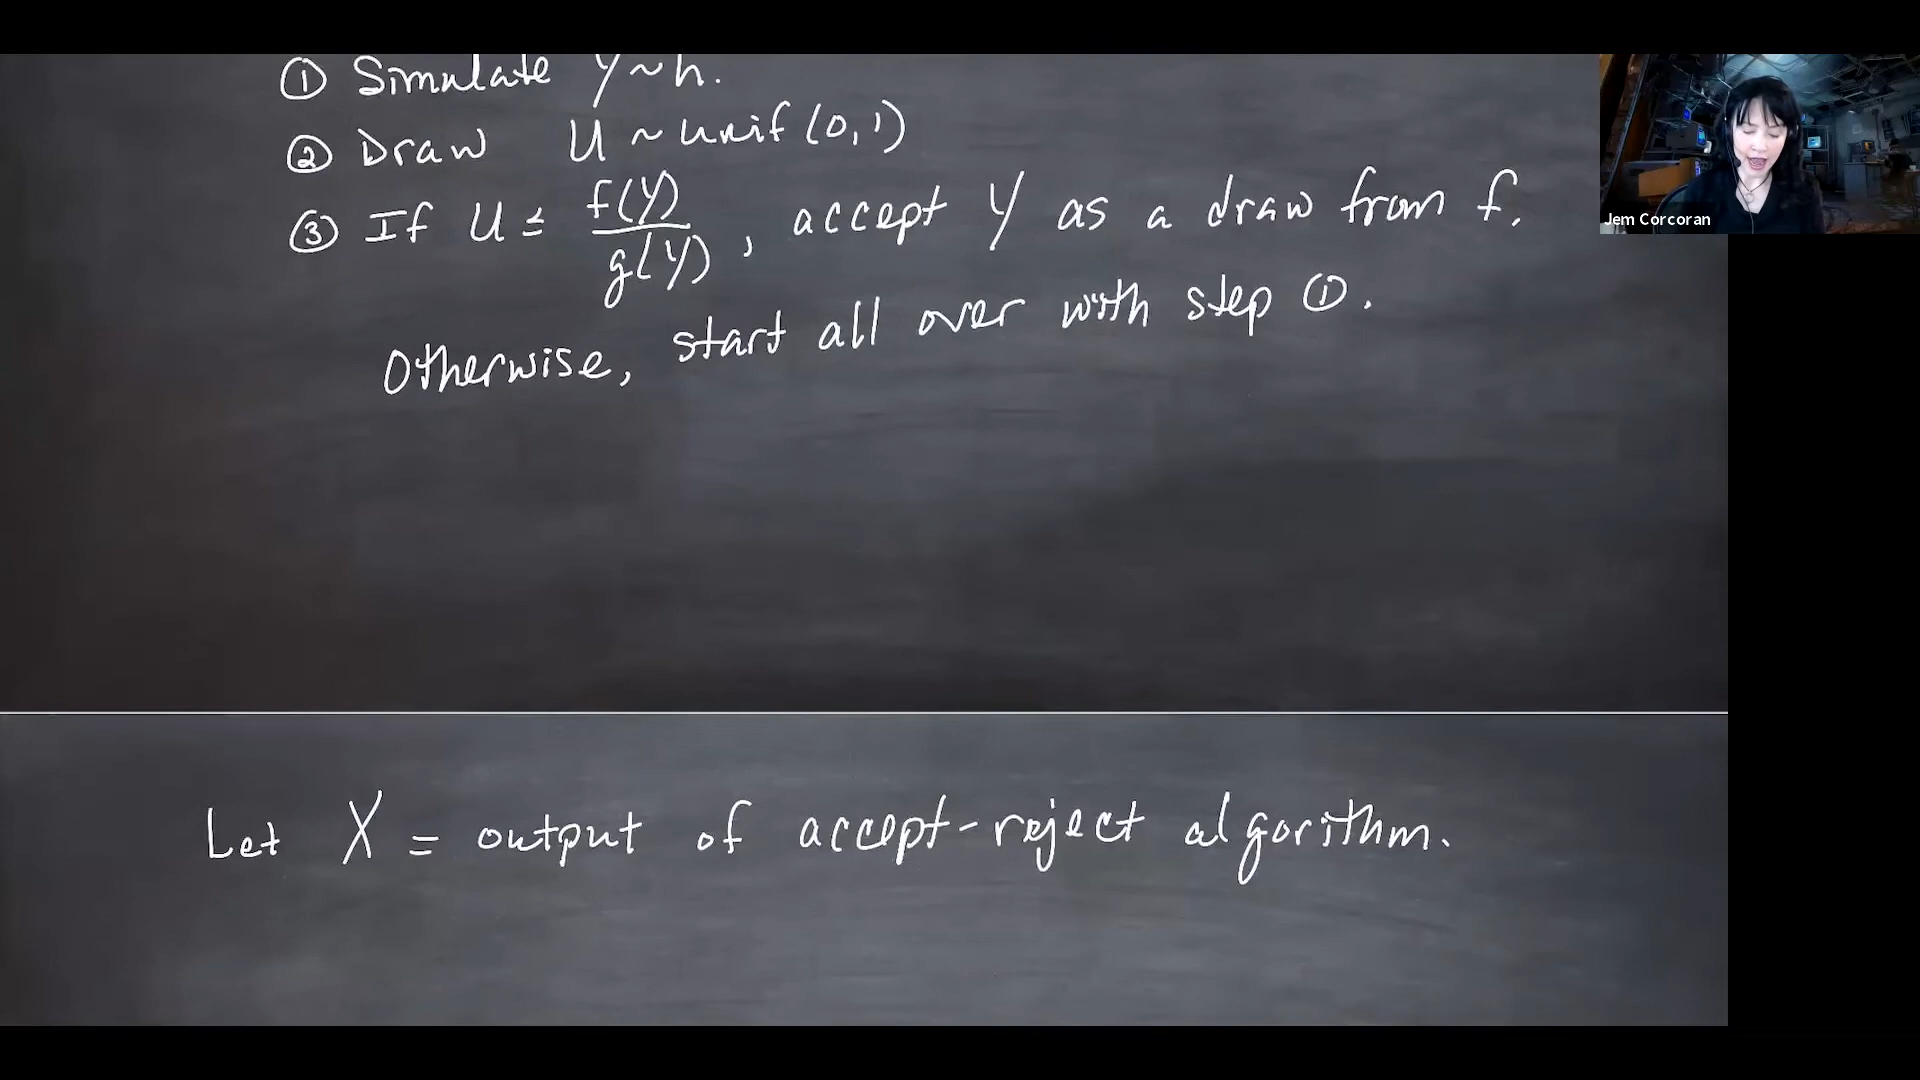 ① Simulate Y ~ h.
② Draw U ~ unif (0,1)
③ If U ≤ f(Y)/g(Y), accept Y as a draw from f.
Otherwise, start all over with step ①.
Let X = output of accept-reject algorithm.
Jem Corcoran